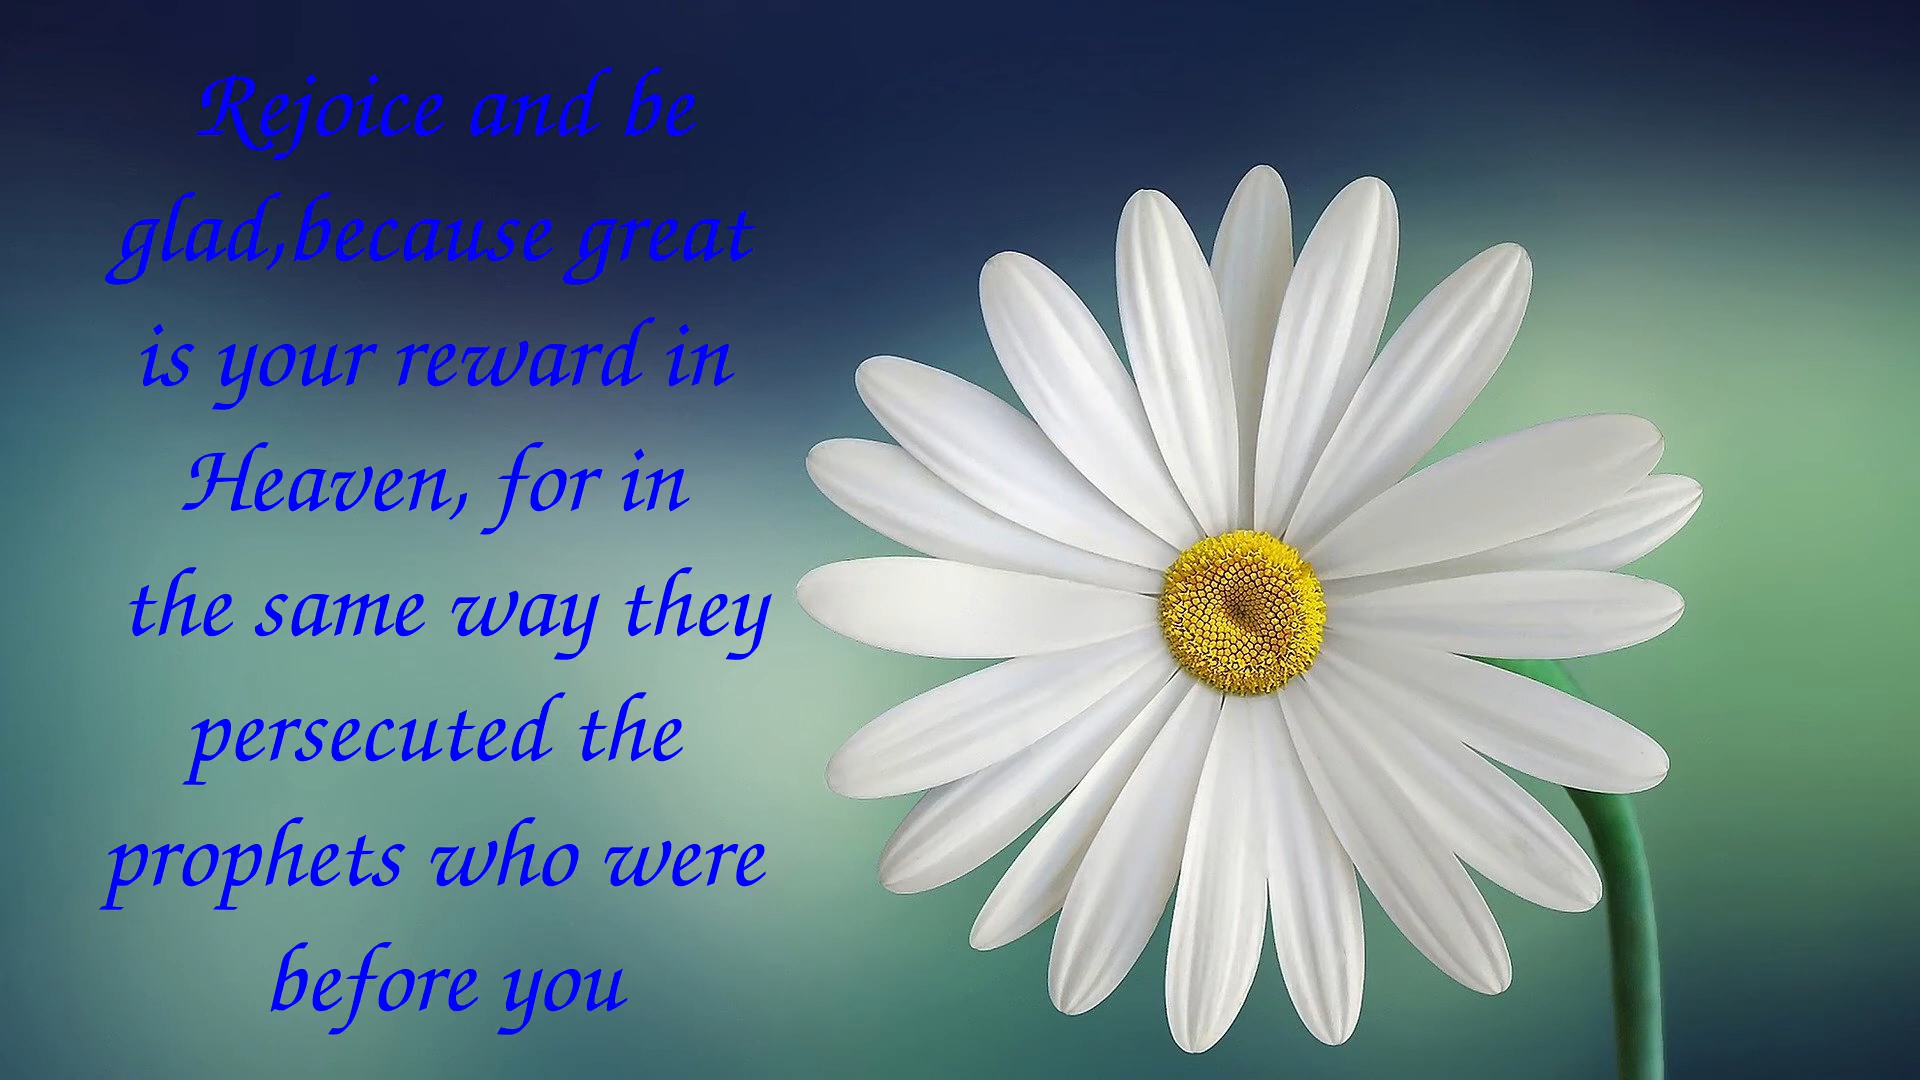 Rejoice and be
glad,because great
is your reward in
Heaven, for in
the same way they
persecuted the
prophets who were
before you